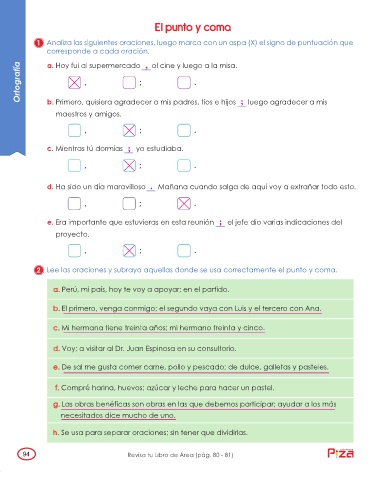 El punto y coma
1 Analiza las siguientes oraciones, luego marca con un aspa (X) el signo de puntuación que
corresponde a cada oración.
Ortografía
a. Hoy fui al supermercado , al cine y luego a la misa.
X , ; .
b. Primero, quisiera agradecer a mis padres, tíos e hijos ; luego agradecer a mis
maestros y amigos.
, X ; .
c. Mientras tú dormías ; yo estudiaba.
, X ; .
d. Ha sido un día maravilloso . Mañana cuando salga de aquí voy a extrañar todo esto.
, ; X .
e. Era importante que estuvieras en esta reunión ; el jefe dio varias indicaciones del
proyecto.
, X ; .
2 Lee las oraciones y subraya aquellas donde se usa correctamente el punto y coma.
a. Perú, mi país, hoy te voy a apoyar; en el partido.
b. El primero, venga conmigo; el segundo vaya con Luis y el tercero con Ana.
c. Mi hermana tiene treinta años; mi hermano treinta y cinco.
d. Voy; a visitar al Dr. Juan Espinosa en su consultorio.
e. De sal me gusta comer carne, pollo y pescado; de dulce, galletas y pasteles.
f. Compré harina, huevos; azúcar y leche para hacer un pastel.
g. Las obras benéficas son obras en las que debemos participar; ayudar a los más
necesitados dice mucho de uno.
h. Se usa para separar oraciones; sin tener que dividirlas.
94
Revisa tu Libro de Área (pág. 80 - 81)
Piza